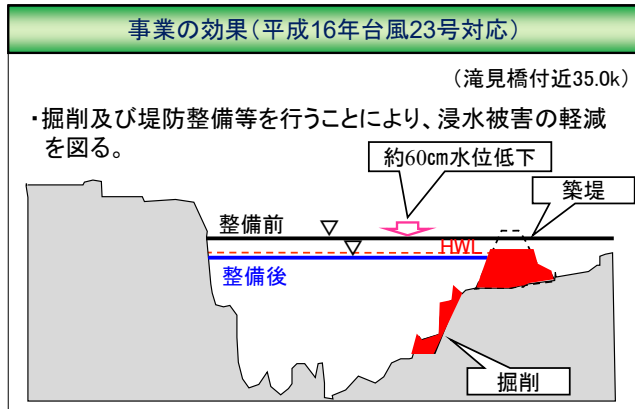 事業の効果(平成16年台風23号対応)
(滝見橋付近35.0k)
・掘削及び堤防整備等を行うことにより、浸水被害の軽減
を図る。
約60cm水位低下
築堤
整備前
HWL
整備後
掘削